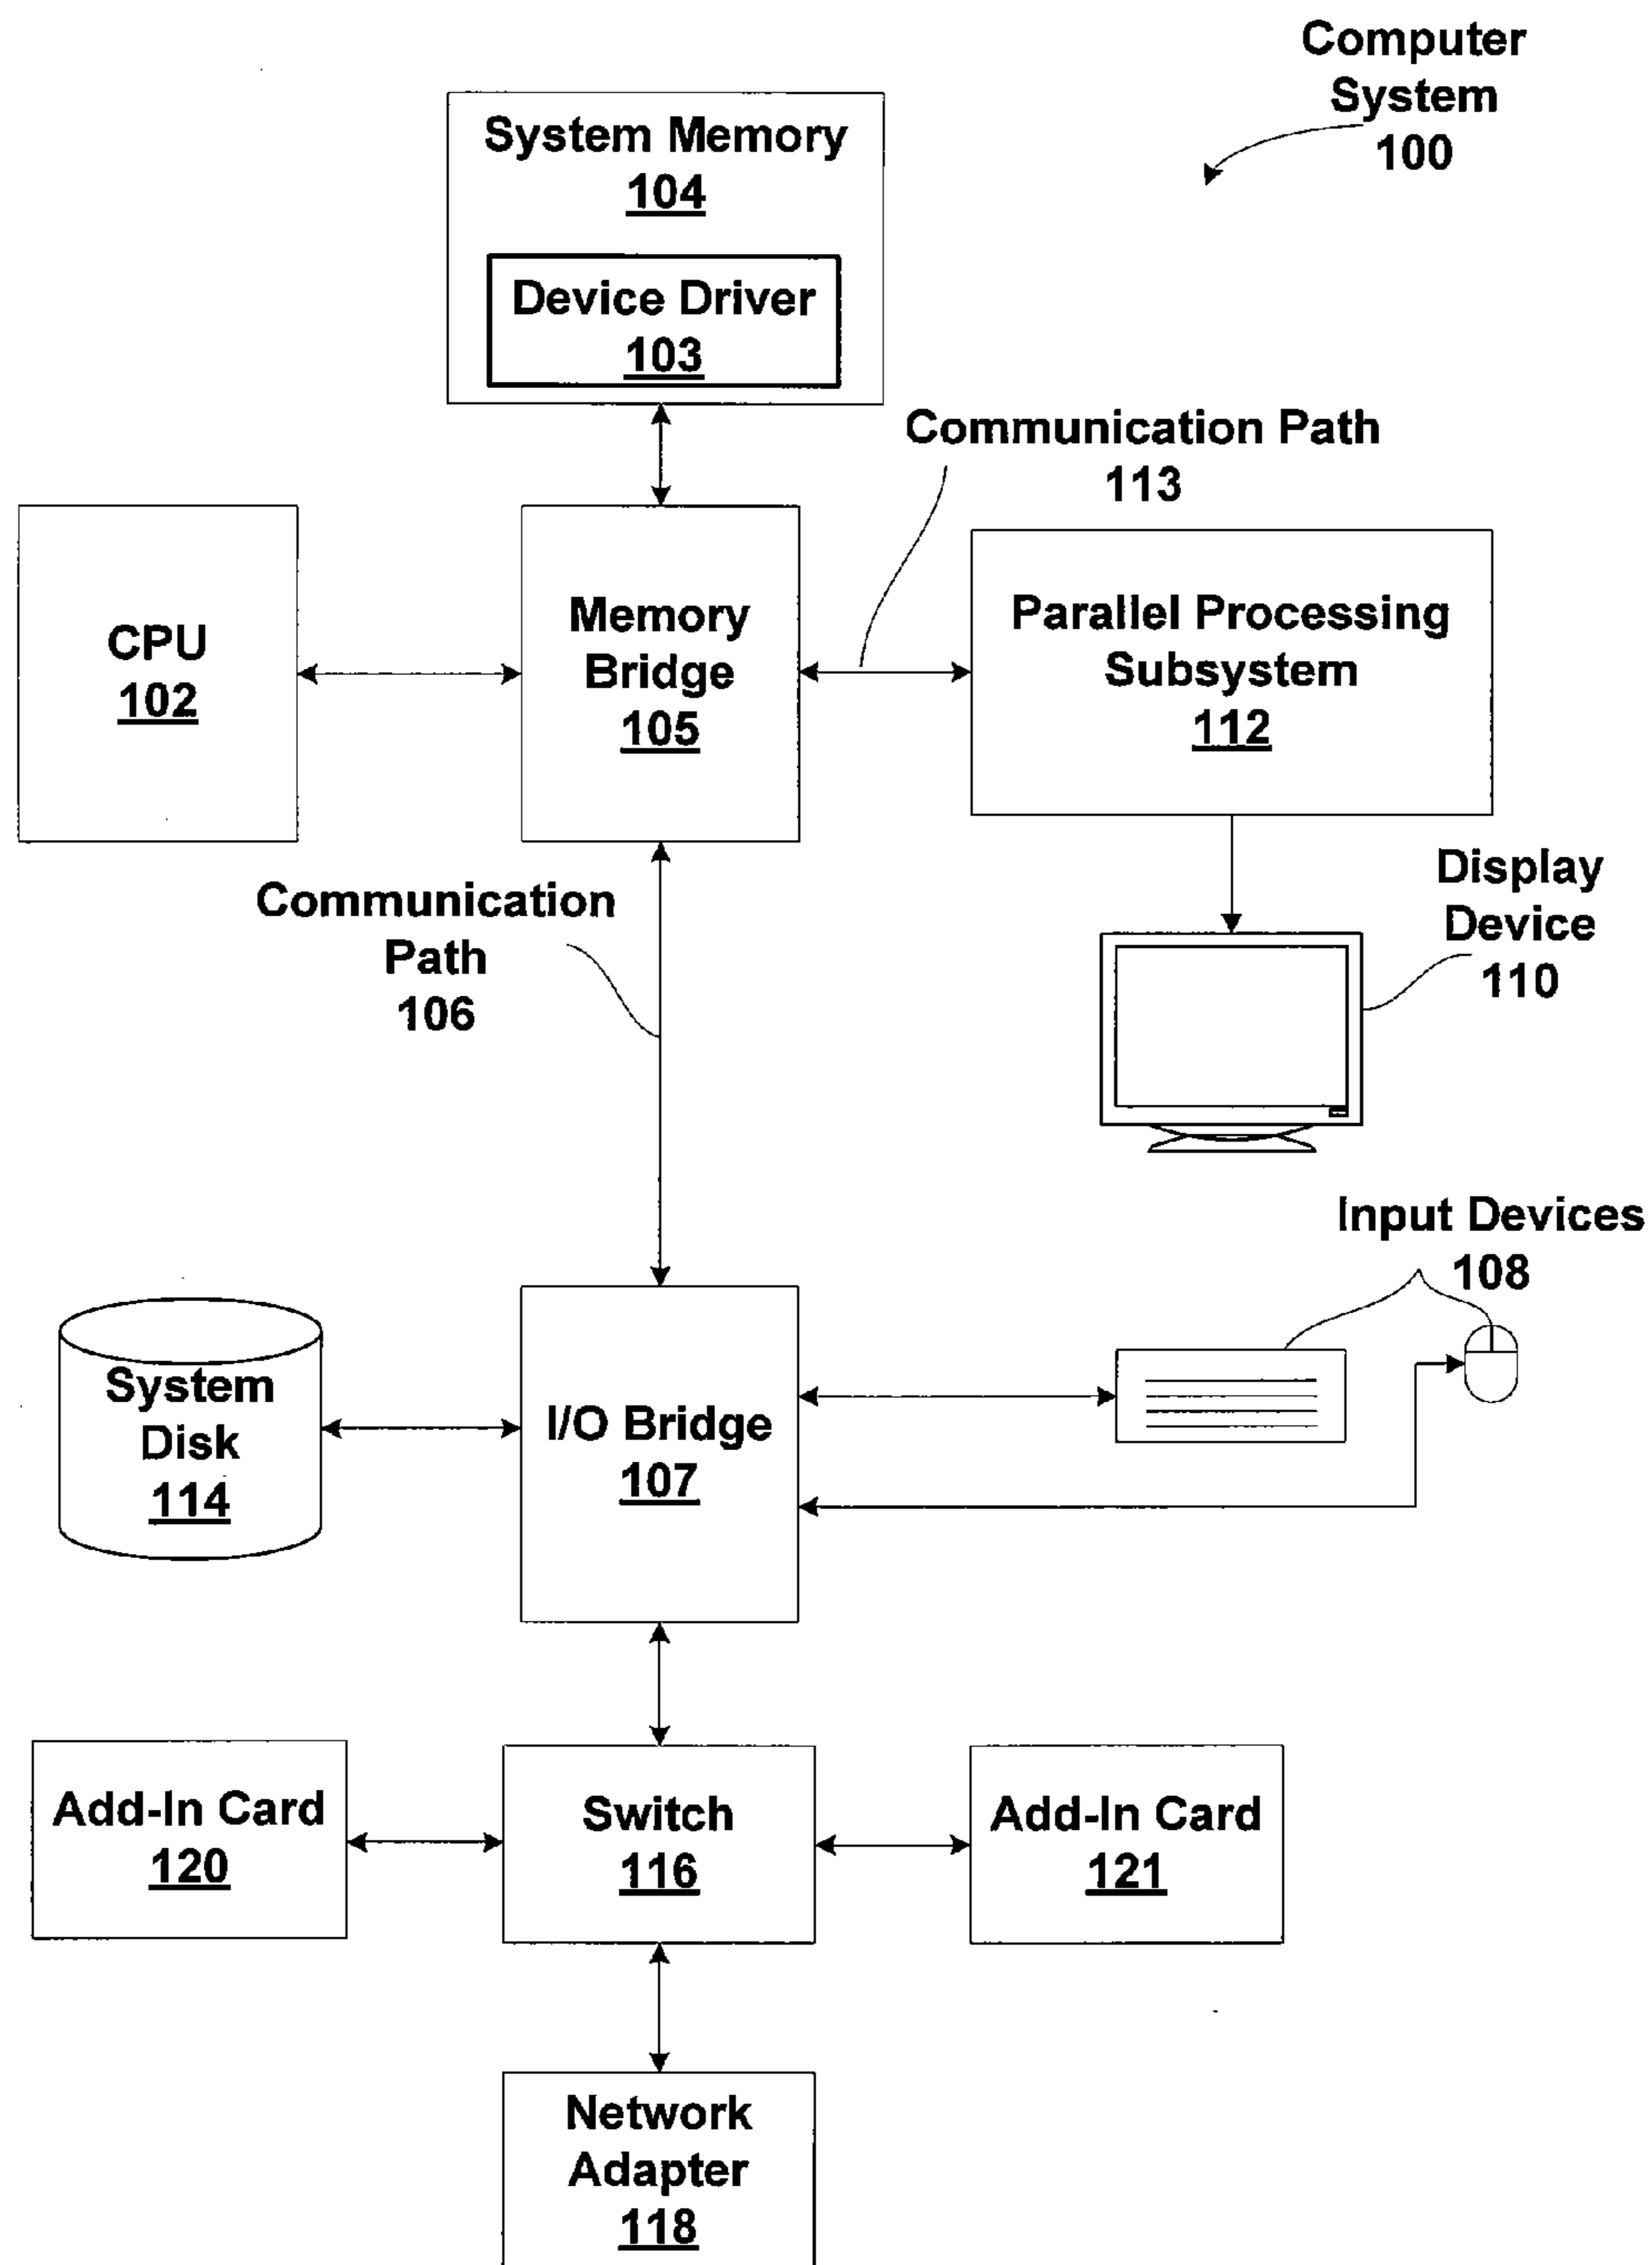 Computer
System
100
System Memory
104
Device Driver
103
Communication Path
113
CPU
102
Memory
Bridge
105
Parallel Processing
Subsystem
112
Communication
Path
106
Display
Device
110
Input Devices
108
System
Disk
114
I/O Bridge
107
Add-In Card
120
Switch
116
Add-In Card
121
Network
Adapter
118